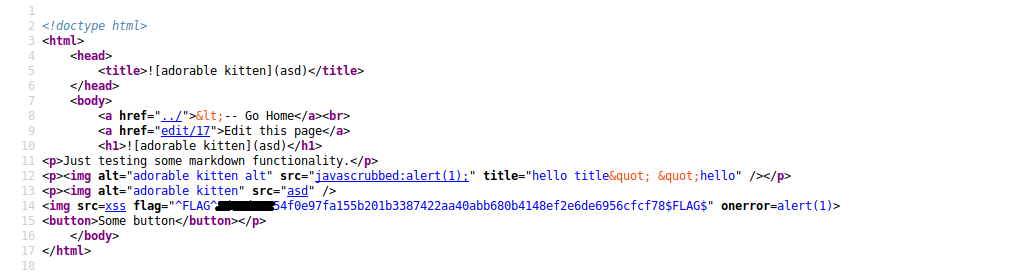 1
2 <!doctype html>
3 <html>
4 <head>
5 <title>![adorable kitten](asd)</title>
6 </head>
7 <body>
8 <a href="../">&lt;-- Go Home</a><br>
9 <a href="edit/17">Edit this page</a>
10 <h1>![adorable kitten](asd)</h1>
11 <p>Just testing some markdown functionality.</p>
12 <p><img alt="adorable kitten alt" src="javascrubbed:alert(1);" title="hello title&quot; &quot;hello" /></p>
13 <p><img alt="adorable kitten" src="asd" />
14 <img src=xss flag="^FLAG^54f0e97fa155b201b3387422aa40abb680b4148ef2e6de6956cfcf78$FLAG$" onerror=alert(1)>
15 <button>Some button</button></p>
16 </body>
17 </html>
18